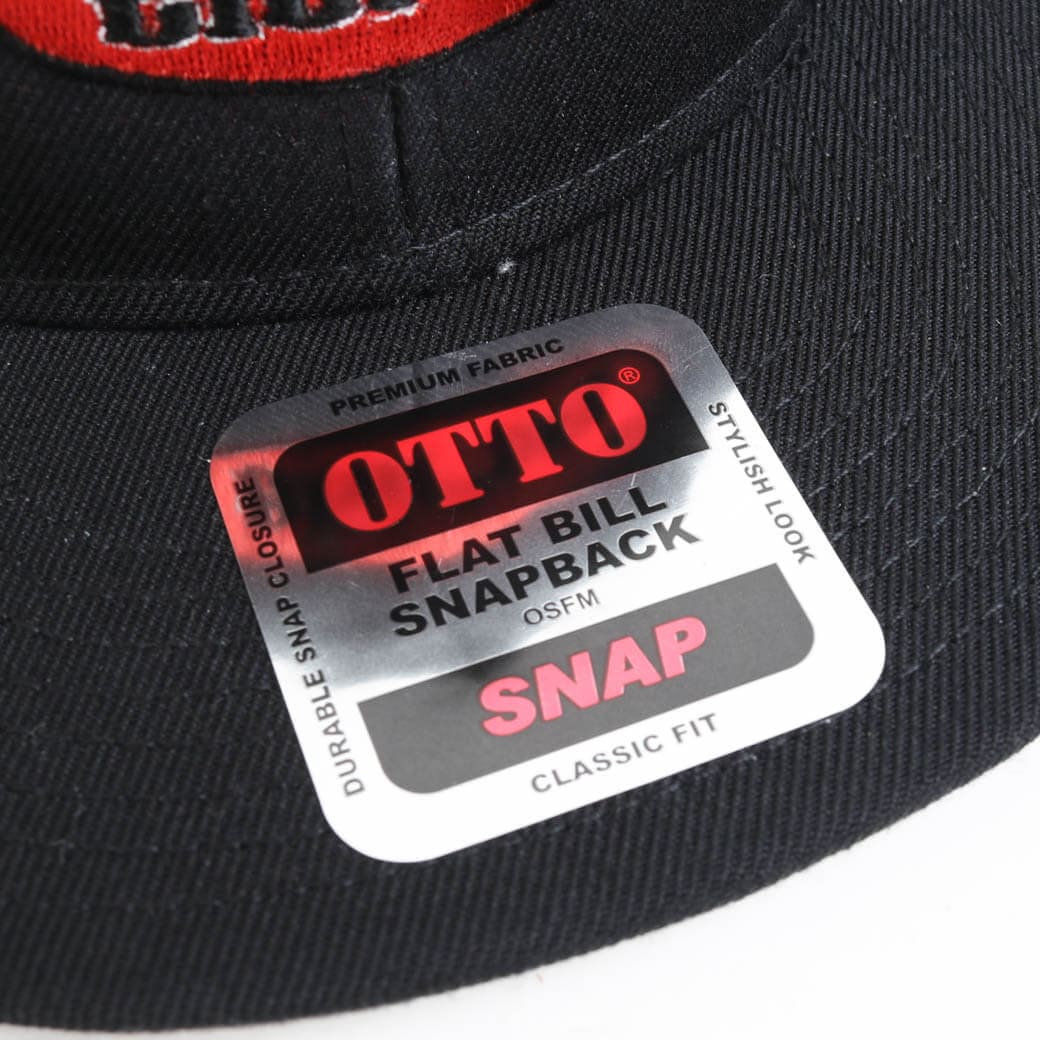 PREMIUM FABRIC
OTTO®
FLAT BILL
SNAPBACK
OSFM
SNAP
CLASSIC FIT
DURABLE SNAP CLOSURE
STYLISH LOOK